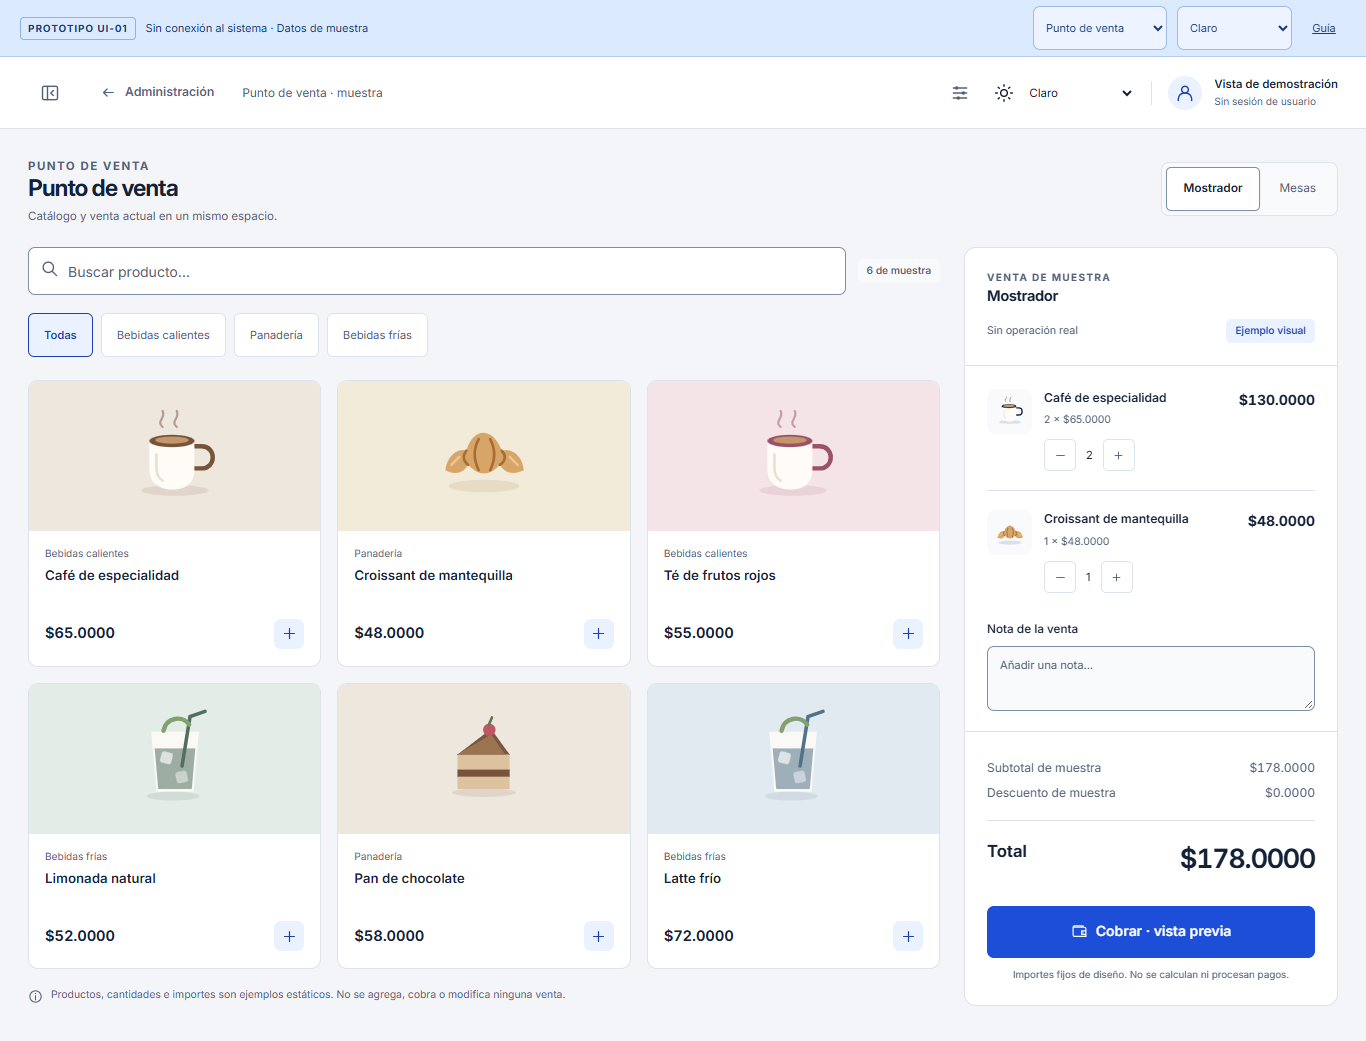 PROTOTIPO UI-01
Sin conexión al sistema · Datos de muestra
Punto de venta
Claro
Guía
Administración
Punto de venta · muestra
Claro
Vista de demostración
Sin sesión de usuario
PUNTO DE VENTA
Punto de venta
Catálogo y venta actual en un mismo espacio.
Mostrador
Mesas
Buscar producto...
6 de muestra
Todas
Bebidas calientes
Panadería
Bebidas frías
Bebidas calientes
Café de especialidad
$65.0000
Panadería
Croissant de mantequilla
$48.0000
Bebidas calientes
Té de frutos rojos
$55.0000
Bebidas frías
Limonada natural
$52.0000
Panadería
Pan de chocolate
$58.0000
Bebidas frías
Latte frío
$72.0000
Productos, cantidades e importes son ejemplos estáticos. No se agrega, cobra o modifica ninguna venta.
VENTA DE MUESTRA
Mostrador
Sin operación real
Ejemplo visual
Café de especialidad
$130.0000
2 × $65.0000
− 2 +
Croissant de mantequilla
$48.0000
1 × $48.0000
− 1 +
Nota de la venta
Añadir una nota...
Subtotal de muestra
$178.0000
Descuento de muestra
$0.0000
Total
$178.0000
Cobrar · vista previa
Importes fijos de diseño. No se calculan ni procesan pagos.